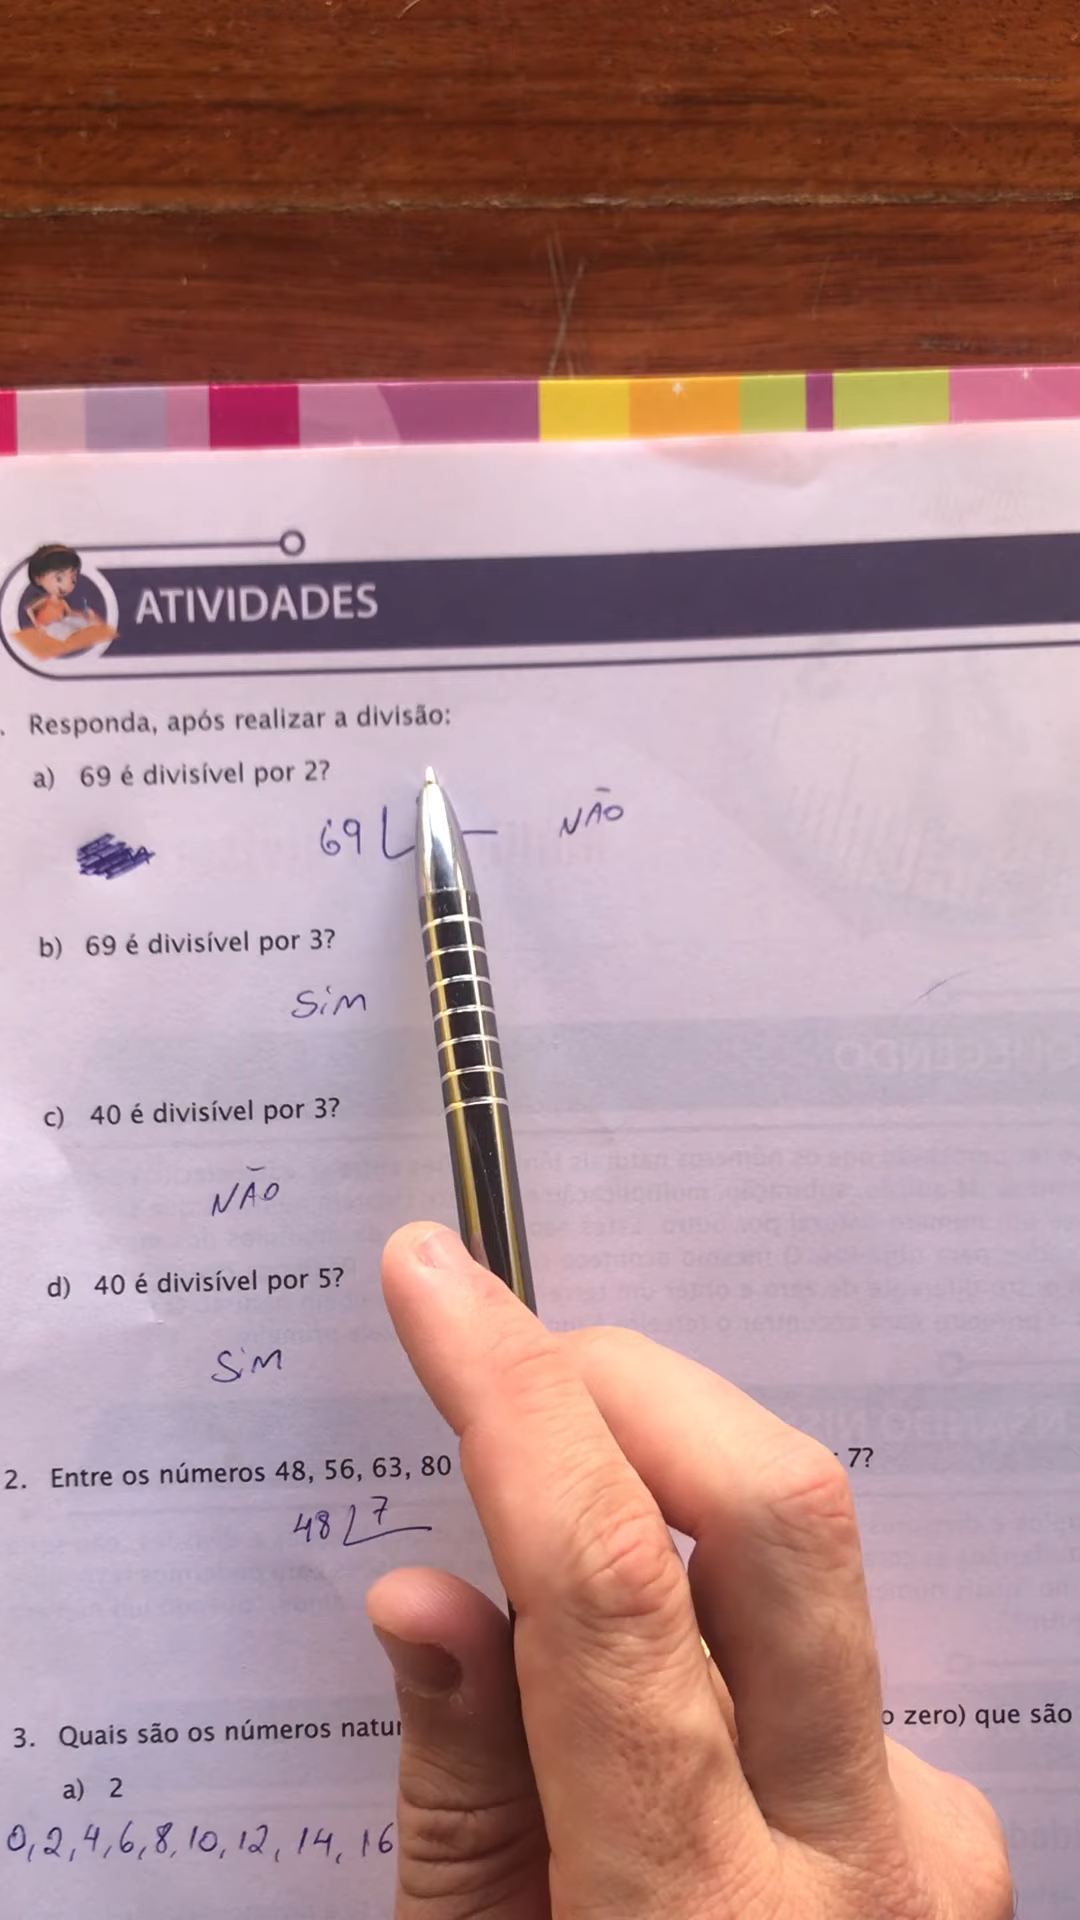 ATIVIDADES
Responda, após realizar a divisão:
a) 69 é divisível por 2?
69 NÃO
b) 69 é divisível por 3?
Sim
c) 40 é divisível por 3?
NÃO
d) 40 é divisível por 5?
Sim
2. Entre os números 48, 56, 63, 80 7?
48 7
3. Quais são os números o zero) que são
a) 2
0, 2, 4, 6, 8, 10, 12, 14, 16